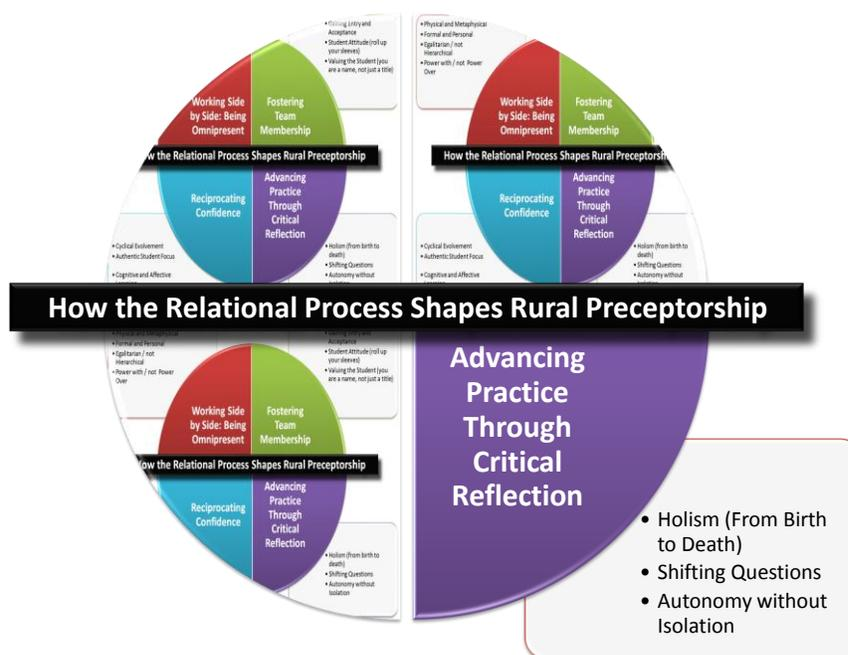 Gaining Entry and
Acceptance
• Student Attitude (roll up
your sleeves)
• Valuing the Student (you
are a name, not just a title)
Working Side
by Side: Being
Omnipresent
Fostering
Team
Membership
the Relational Process Shapes Rural Preceptorship
Reciprocating
Confidence
Advancing
Practice
Through
Critical
Reflection
• Cyclical Evolvement
• Authentic Student Focus
• Cognitive and Affective
• Holism (from birth to
death)
• Shifting Questions
• Autonomy without
• Physical and Metaphysical
• Formal and Personal
• Egalitarian / not
Hierarchical
• Power with / not Power
Over
Working Side
by Side: Being
Omnipresent
Fostering
Team
Membership
How the Relational Process Shapes Rural Preceptorship
Reciprocating
Confidence
Advancing
Practice
Through
Critical
Reflection
• Cyclical Evolvement
• Authentic Student Focus
• Cognitive and Affective
• Holism (from birth to
death)
• Shifting Questions
• Autonomy without
How the Relational Process Shapes Rural Preceptorship
Physical and Metaphysical
• Formal and Personal
• Egalitarian / not
Hierarchical
• Power with / not Power
Over
Acceptance
• Student Attitude (roll up
your sleeves)
• Valuing the Student (you
are a name, not just a title)
Working Side
by Side: Being
Omnipresent
Fostering
Team
Membership
the Relational Process Shapes Rural Preceptorship
Reciprocating
Confidence
Advancing
Practice
Through
Critical
Reflection
• Holism (from birth to
death)
• Shifting Questions
• Autonomy without
Isolation
Advancing
Practice
Through
Critical
Reflection
• Holism (From Birth
to Death)
• Shifting Questions
• Autonomy without
Isolation